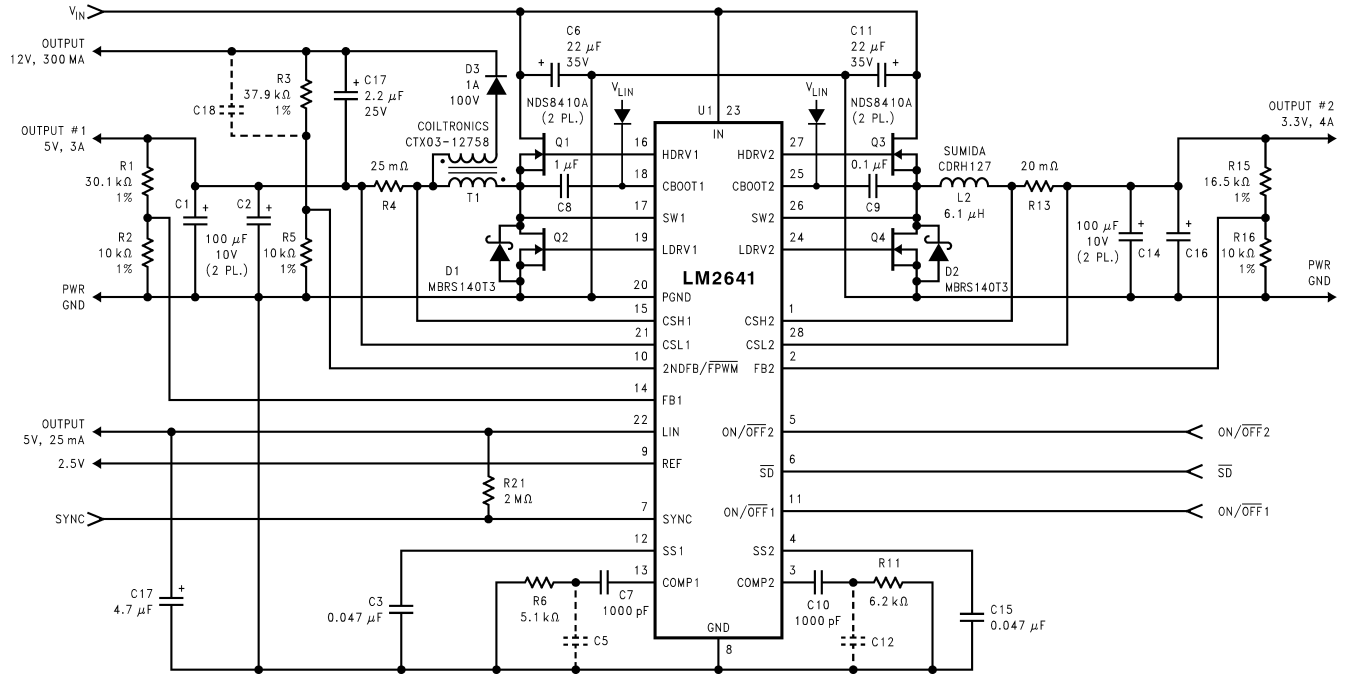 VIN
OUTPUT
12V, 300 MA
OUTPUT #1
5V, 3A
C18
R3
37.9 kΩ
1%
+
C17
2.2 μF
25V
D3
1A
100V
COILTRONICS
CTX03-12758
C6
22 μF
35V
+
NDS8410A
(2 PL.)
VLIN
C11
22 μF
35V
+
VLIN
NDS8410A
(2 PL.)
OUTPUT #2
3.3V, 4A
R1
30.1 kΩ
1%
R2
10 kΩ
1%
C1
+
C2
+
100 μF
10V
(2 PL.)
R5
10 kΩ
1%
25 mΩ
R4
T1
Q1
1 μF
C8
Q2
D1
MBRS140T3
PWR
GND
U1
23
IN
16
HDRV1
18
CBOOT1
17
SW1
19
LDRV1
LM2641
20
PGND
15
CSH1
21
CSL1
10
2NDFB/FPWM
14
FB1
22
LIN
9
REF
7
SYNC
12
SS1
13
COMP1
GND
8
27
HDRV2
25
CBOOT2
26
SW2
24
LDRV2
1
CSH2
28
CSL2
2
FB2
5
ON/OFF2
6
SD
11
ON/OFF1
4
SS2
3
COMP2
Q3
0.1 μF
C9
Q4
D2
MBRS140T3
SUMIDA
CDRH127
L2
6.1 μH
20 mΩ
R13
100 μF
10V
(2 PL.)
+
C14
+
C16
R15
16.5 kΩ
1%
R16
10 kΩ
1%
PWR
GND
ON/OFF2
SD
ON/OFF1
OUTPUT
5V, 25 mA
2.5V
SYNC
R21
2 MΩ
C17
4.7 μF
+
C3
0.047 μF
R6
5.1 kΩ
C7
1000 pF
C5
C10
1000 pF
R11
6.2 kΩ
C12
C15
0.047 μF